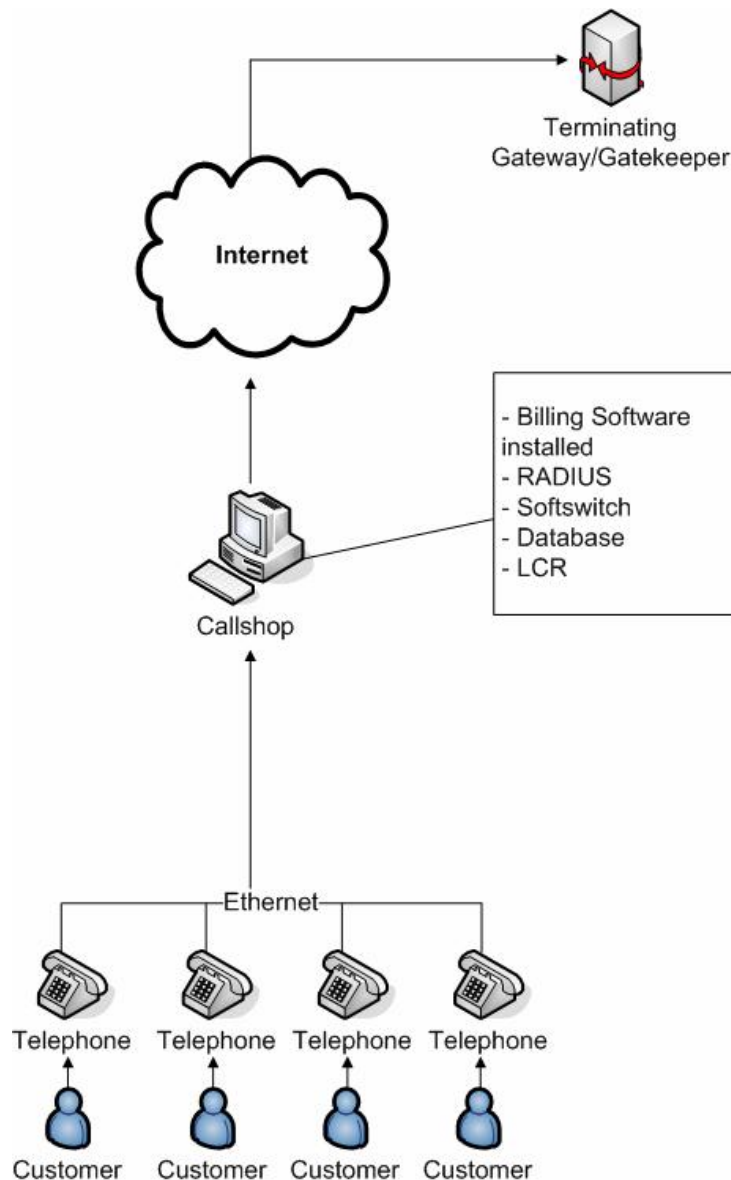 Terminating
Gateway/Gatekeeper
Internet
- Billing Software
installed
- RADIUS
- Softswitch
- Database
- LCR
Callshop
Ethernet
Telephone Telephone Telephone Telephone
Customer Customer Customer Customer